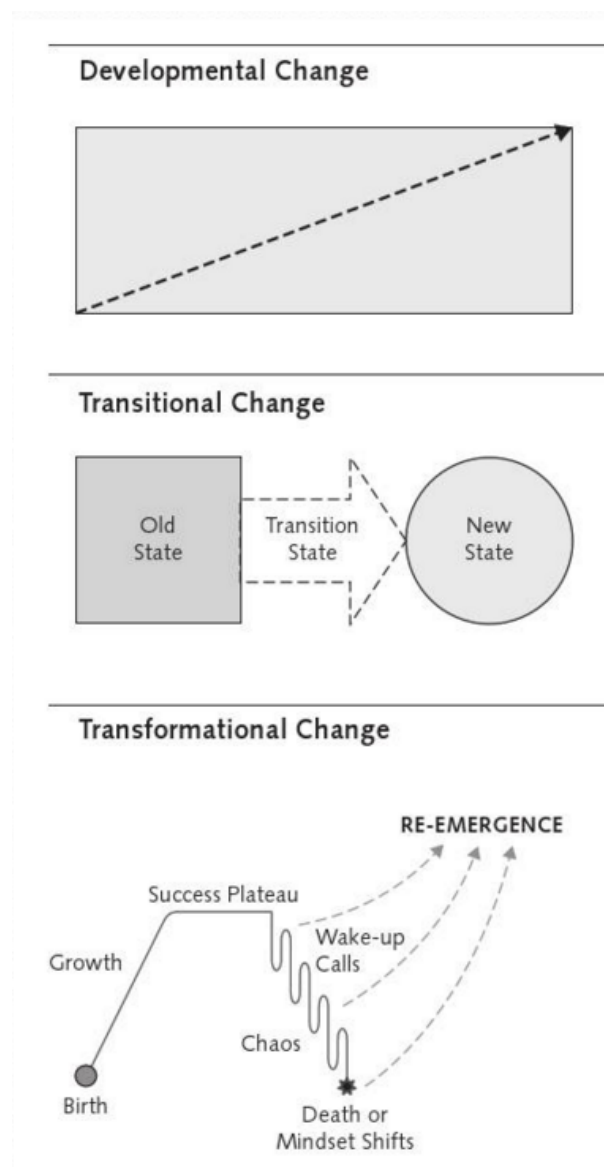 Developmental Change
Transitional Change
Old
State
Transition
State
New
State
Transformational Change
RE-EMERGENCE
Success Plateau
Wake-up
Calls
Growth
Chaos
Birth
Death or
Mindset Shifts